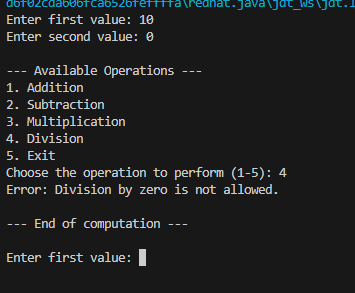 d6f02cda606fca6526feffffa\redhat.java\jdt_ws\jdt.l
Enter first value: 10
Enter second value: 0
--- Available Operations ---
1. Addition
2. Subtraction
3. Multiplication
4. Division
5. Exit
Choose the operation to perform (1-5): 4
Error: Division by zero is not allowed.
--- End of computation ---
Enter first value: